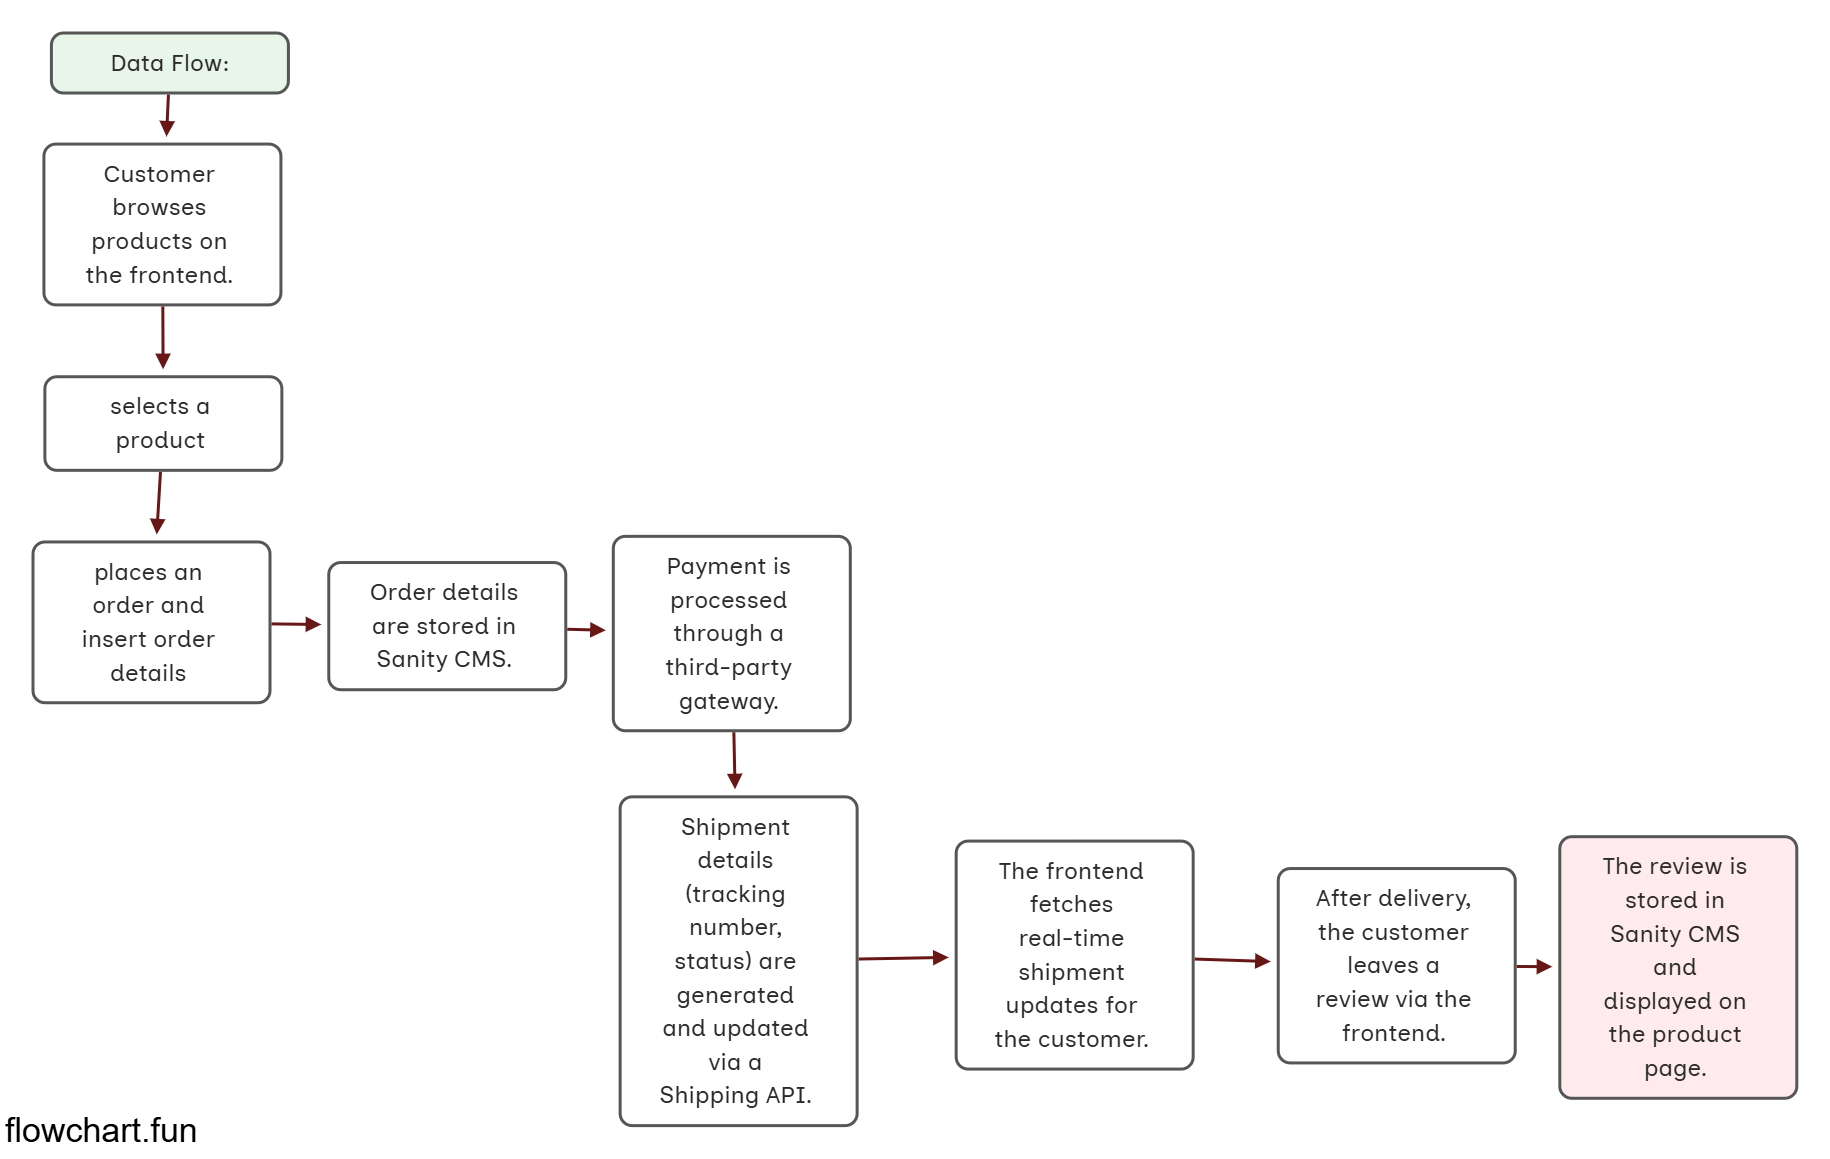 Data Flow:
Customer
browses
products on
the frontend.
selects a
product
places an
order and
insert order
details
Order details
are stored in
Sanity CMS.
Payment is
processed
through a
third-party
gateway.
Shipment
details
(tracking
number,
status) are
generated
and updated
via a
Shipping API.
The frontend
fetches
real-time
shipment
updates for
the customer.
After delivery,
the customer
leaves a
review via the
frontend.
The review is
stored in
Sanity CMS
and
displayed on
the product
page.
flowchart.fun